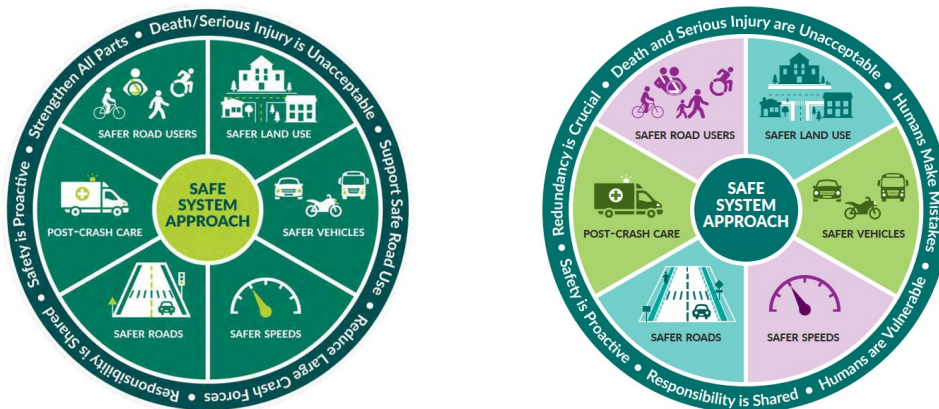 Strengthen All Parts • Death/Serious Injury is Unacceptable • Support Safe Road Use • Reduce Large Crash Forces • Responsibility is Shared • Safety is Proactive •
SAFER ROAD USERS
SAFER LAND USE
POST-CRASH CARE
SAFE
SYSTEM
APPROACH
SAFER VEHICLES
SAFER ROADS
SAFER SPEEDS
Death and Serious Injury are Unacceptable • Humans Make Mistakes • Humans are Vulnerable • Responsibility is Shared • Safety is Proactive • Redundancy is Crucial •
SAFER ROAD USERS
SAFER LAND USE
POST-CRASH CARE
SAFE
SYSTEM
APPROACH
SAFER VEHICLES
SAFER ROADS
SAFER SPEEDS